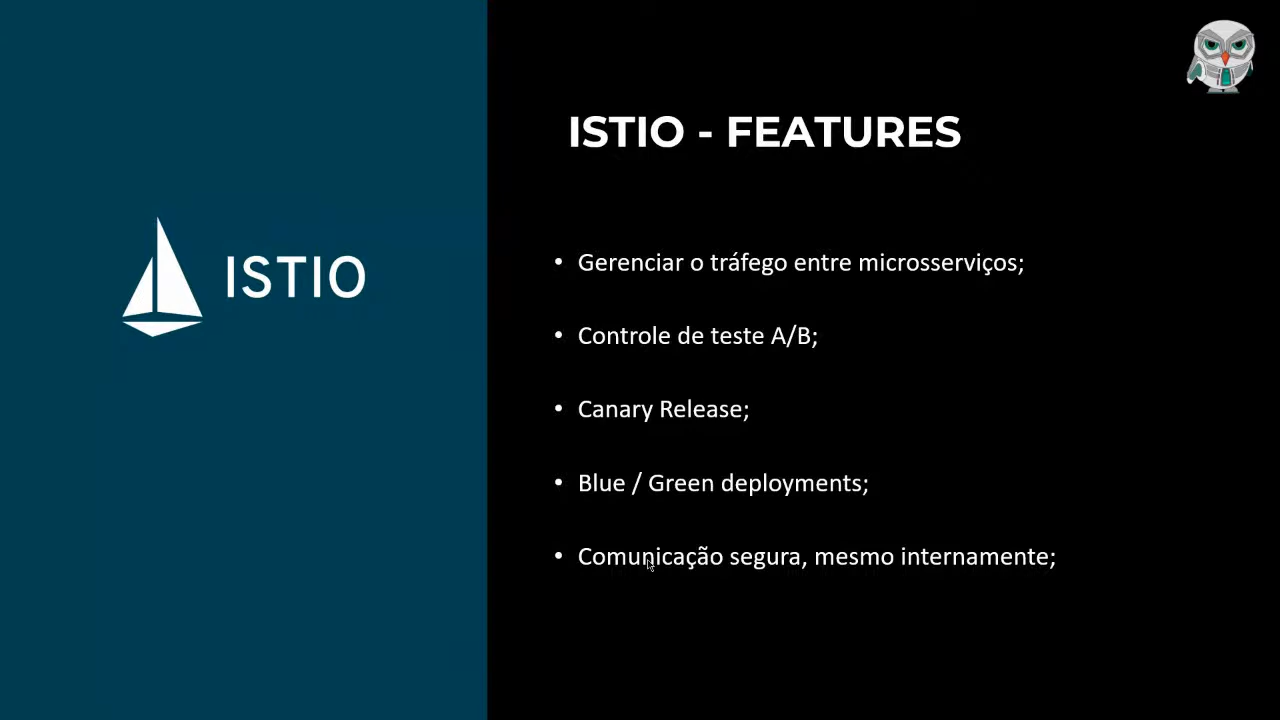 ISTIO - FEATURES
ISTIO
• Gerenciar o tráfego entre microsserviços;
• Controle de teste A/B;
• Canary Release;
• Blue / Green deployments;
• Comunicação segura, mesmo internamente;